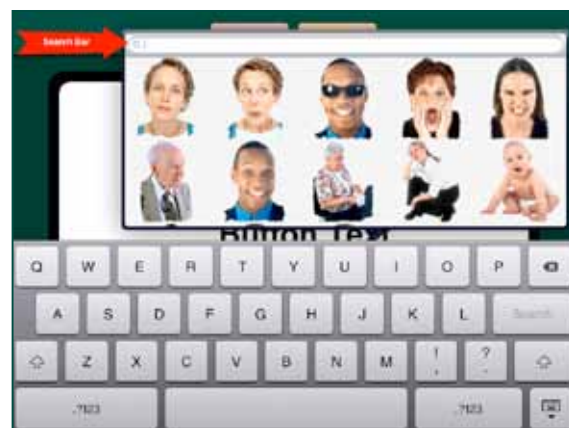 Search Bar
Button Text
Q W E R T Y U I O P
A S D F G H J K L Search
Z X C V B N M ! , ? .
.?123 .?123